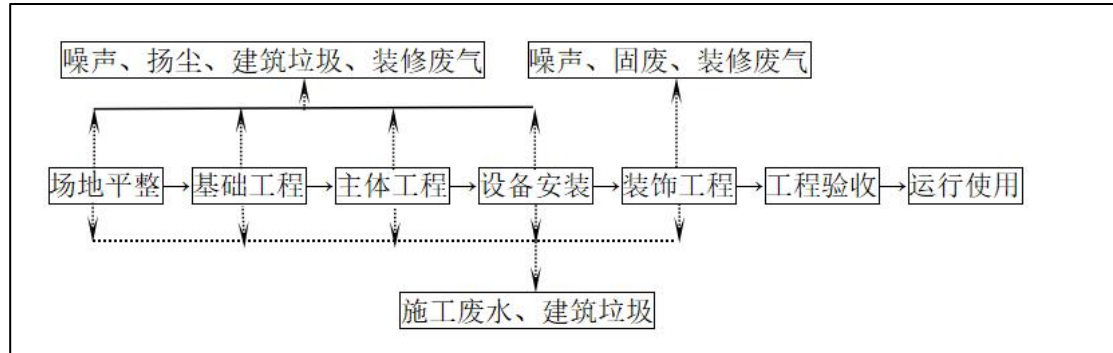 噪声、扬尘、建筑垃圾、装修废气
噪声、固废、装修废气
场地平整→基础工程→主体工程→设备安装→装饰工程→工程验收→运行使用
施工废水、建筑垃圾